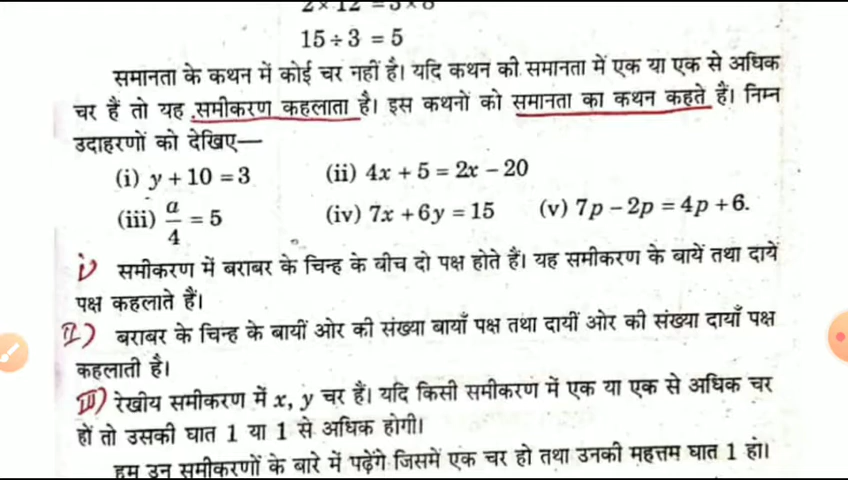 2 × 12 = 3 × 8
15 ÷ 3 = 5
समानता के कथन में कोई चर नहीं है। यदि कथन की समानता में एक या एक से अधिक
चर हैं तो यह समीकरण कहलाता है। इस कथनों को समानता का कथन कहते हैं। निम्न
उदाहरणों को देखिए—
(i) y + 10 = 3 (ii) 4x + 5 = 2x – 20
(iii) a/4 = 5 (iv) 7x + 6y = 15 (v) 7p – 2p = 4p + 6.
i) समीकरण में बराबर के चिन्ह के बीच दो पक्ष होते हैं। यह समीकरण के बायें तथा दायें
पक्ष कहलाते हैं।
II) बराबर के चिन्ह के बायीं ओर की संख्या बायाँ पक्ष तथा दायीं ओर की संख्या दायाँ पक्ष
कहलाती है।
III) रेखीय समीकरण में x, y चर हैं। यदि किसी समीकरण में एक या एक से अधिक चर
हों तो उसकी घात 1 या 1 से अधिक होगी।
हम उन समीकरणों के बारे में पढ़ेंगे जिसमें एक चर हो तथा उनकी महत्तम घात 1 हो।